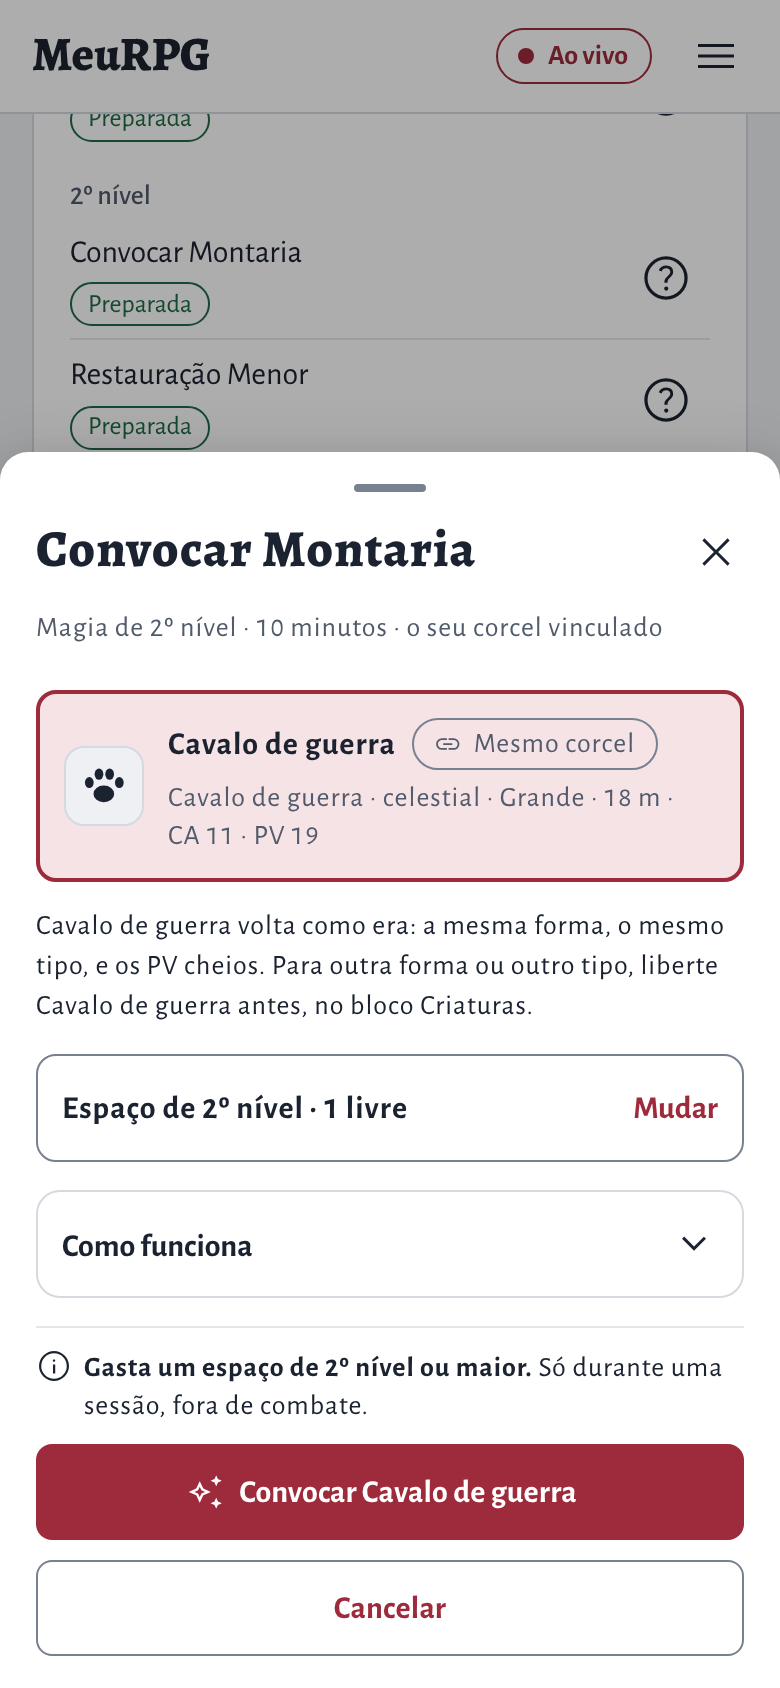 MeuRPG
Ao vivo
Preparada
2º nível
Convocar Montaria
Preparada
Restauração Menor
Preparada
Convocar Montaria
Magia de 2º nível · 10 minutos · o seu corcel vinculado
Cavalo de guerra
Mesmo corcel
Cavalo de guerra · celestial · Grande · 18 m ·
CA 11 · PV 19
Cavalo de guerra volta como era: a mesma forma, o mesmo
tipo, e os PV cheios. Para outra forma ou outro tipo, liberte
Cavalo de guerra antes, no bloco Criaturas.
Espaço de 2º nível · 1 livre
Mudar
Como funciona
Gasta um espaço de 2º nível ou maior. Só durante uma
sessão, fora de combate.
Convocar Cavalo de guerra
Cancelar